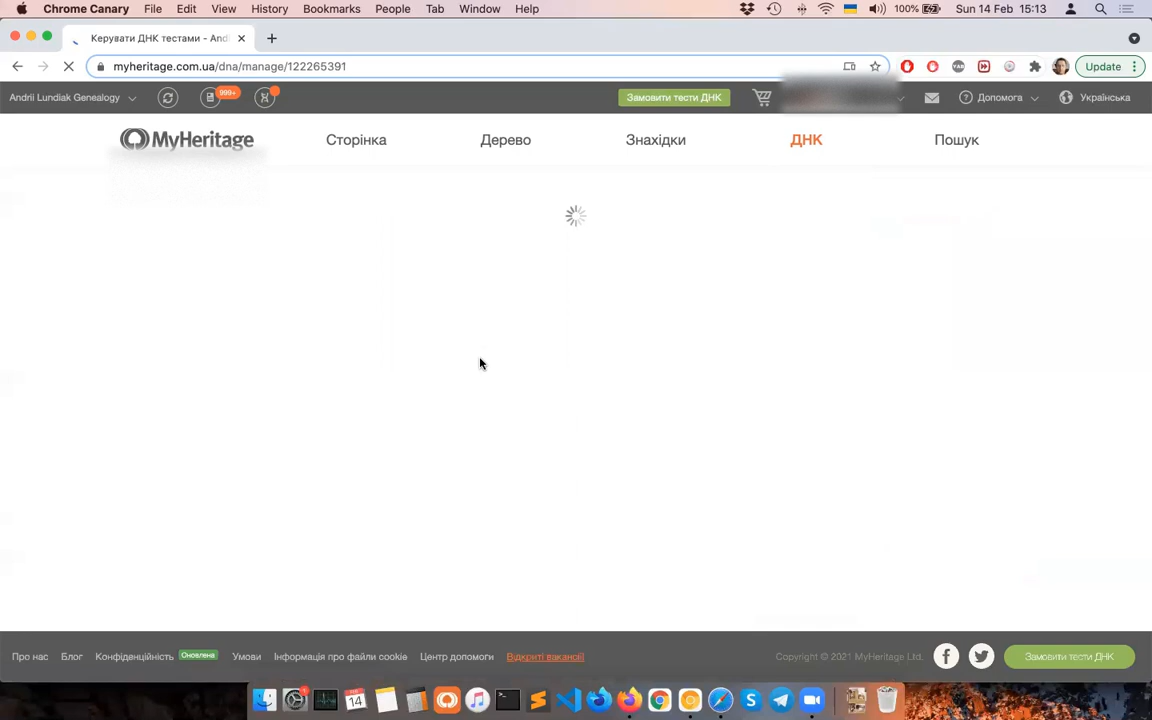 Chrome Canary File Edit View History Bookmarks People Tab Window Help 100% Sun 14 Feb 15:13
Керувати ДНК тестами - And
myheritage.com.ua/dna/manage/122265391 Update
Andrii Lundiak Genealogy 999+ Замовити тести ДНК Допомога Українська
MyHeritage Сторінка Дерево Знахідки ДНК Пошук
Про нас Блог Конфіденційність Оновлена Умови Інформація про файли cookie Центр допомоги Відкриті вакансії Copyright © 2021 MyHeritage Ltd. Замовити тести ДНК
1 14